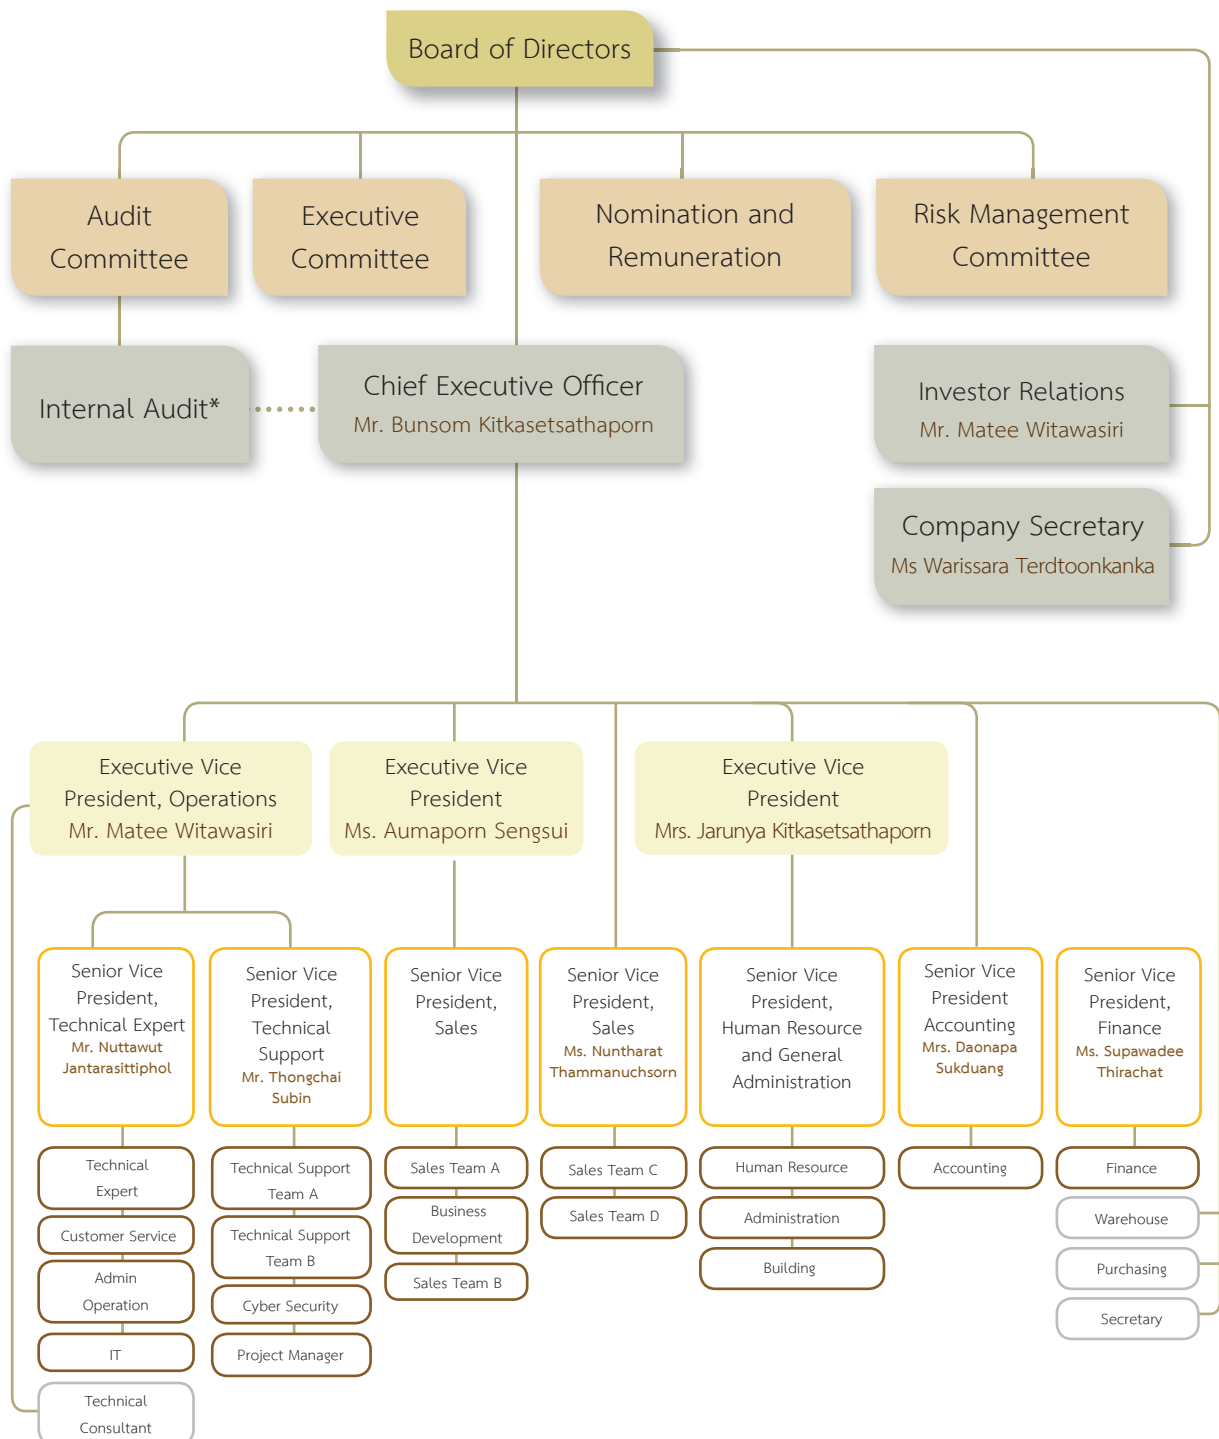 Board of Directors
Audit
Committee
Executive
Committee
Nomination and
Remuneration
Risk Management
Committee
Internal Audit*
Chief Executive Officer
Mr. Bunsom Kitkasetsathaporn
Investor Relations
Mr. Matee Witawasiri
Company Secretary
Ms Warissara Terdtoonkanka
Executive Vice
President, Operations
Mr. Matee Witawasiri
Executive Vice
President
Ms. Aumaporn Sengsui
Executive Vice
President
Mrs. Jarunya Kitkasetsathaporn
Senior Vice
President,
Technical Expert
Mr. Nuttawut
Jantarasittiphol
Senior Vice
President,
Technical
Support
Mr. Thongchai
Subin
Senior Vice
President,
Sales
Senior Vice
President,
Sales
Ms. Nuntharat
Thammanuchsorn
Senior Vice
President,
Human Resource
and General
Administration
Senior Vice
President
Accounting
Mrs. Daonapa
Sukduang
Senior Vice
President,
Finance
Ms. Supawadee
Thirachat
Technical
Expert
Customer Service
Admin
Operation
IT
Technical
Consultant
Technical Support
Team A
Technical Support
Team B
Cyber Security
Project Manager
Sales Team A
Business
Development
Sales Team B
Sales Team C
Sales Team D
Human Resource
Administration
Building
Accounting
Finance
Warehouse
Purchasing
Secretary